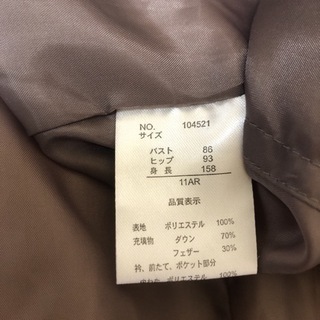 NO. 104521
サイズ
バスト 86
ヒップ 93
身長 158
11AR
品質表示
表地 ポリエステル 100%
充填物 ダウン 70%
フェザー 30%
衿、前たて、ポケット部分
100%